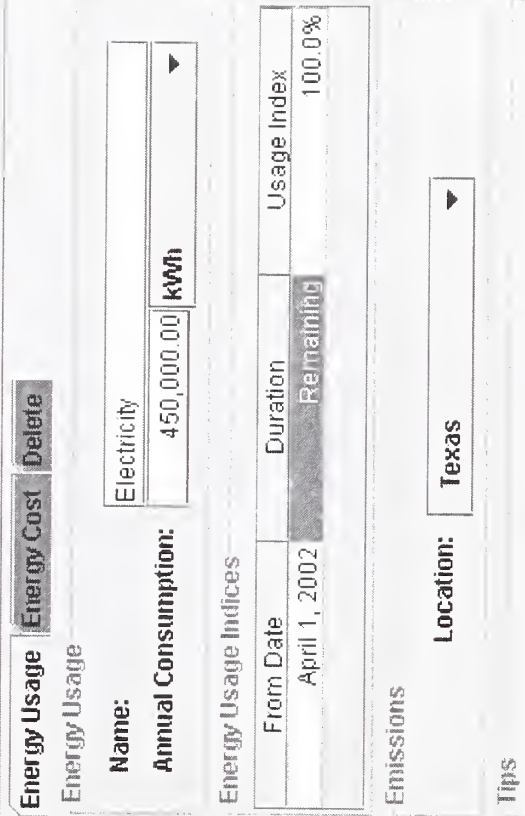 Energy Usage Energy Cost Delete
Energy Usage
Name: Electricity
Annual Consumption: 450,000.00 kWh
Energy Usage Indices
From Date Duration Usage Index
April 1, 2002 Remaining 100.0%
Emissions
Location: Texas
Tips